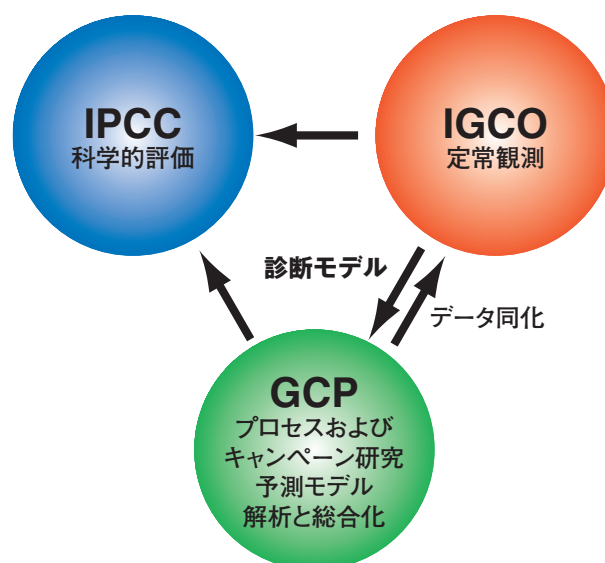 IPCC
科学的評価
IGCO
定常観測
診断モデル
データ同化
GCP
プロセスおよび
キャンペーン研究
予測モデル
解析と総合化